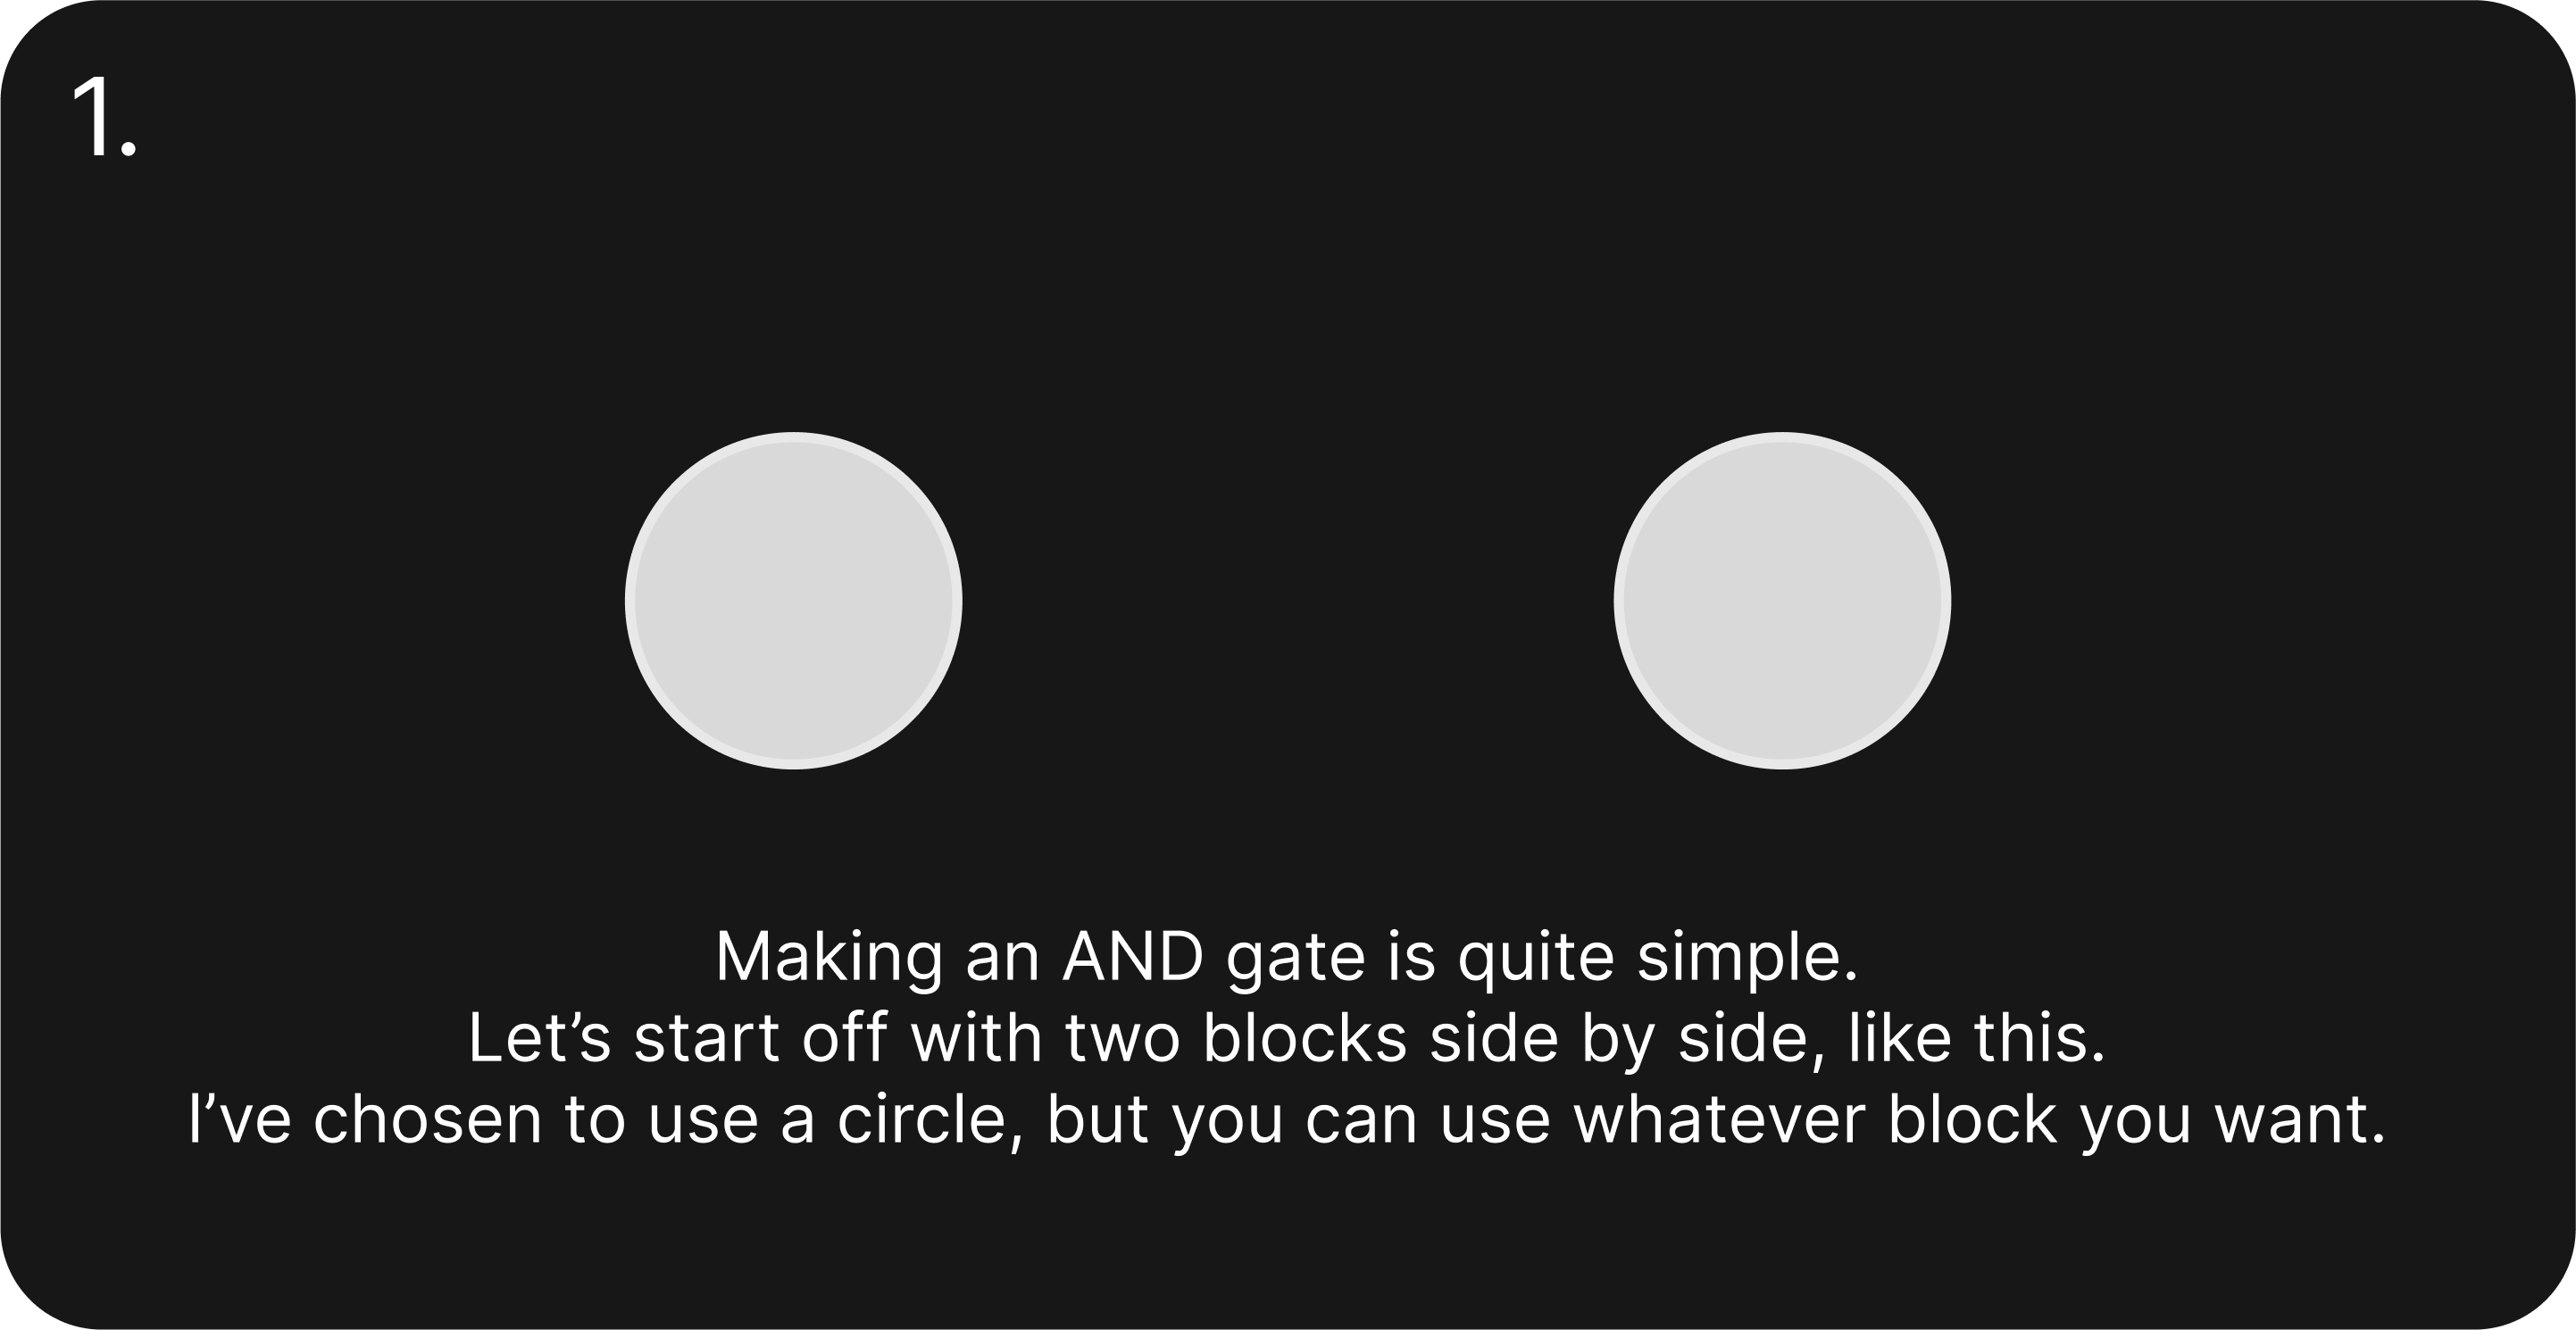 1.
Making an AND gate is quite simple.
Let’s start off with two blocks side by side, like this.
I’ve chosen to use a circle, but you can use whatever block you want.